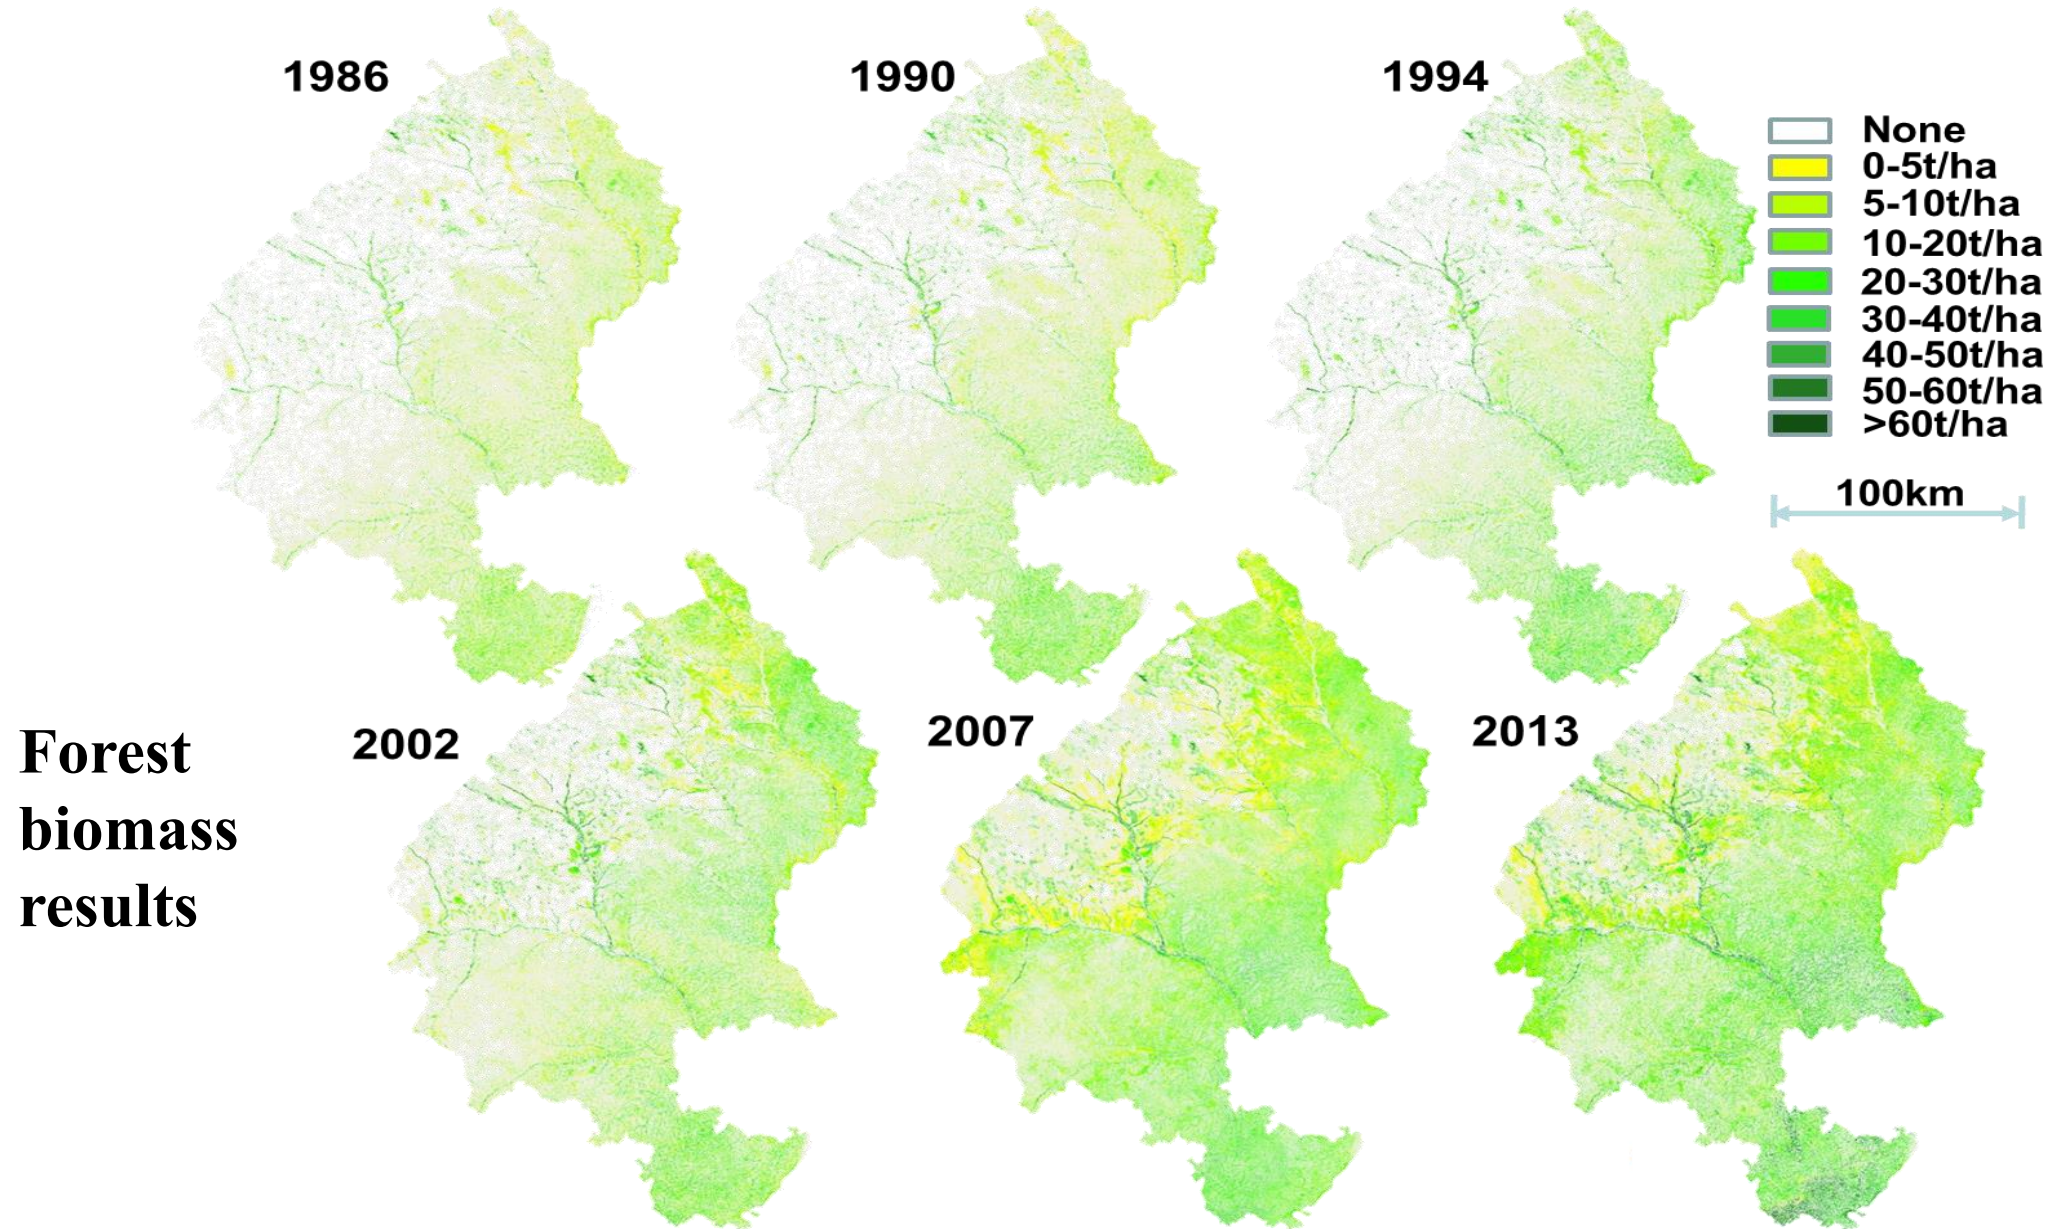 1986
1990
1994
None
0-5t/ha
5-10t/ha
10-20t/ha
20-30t/ha
30-40t/ha
40-50t/ha
50-60t/ha
>60t/ha
100km
2002
2007
2013
Forest
biomass
results